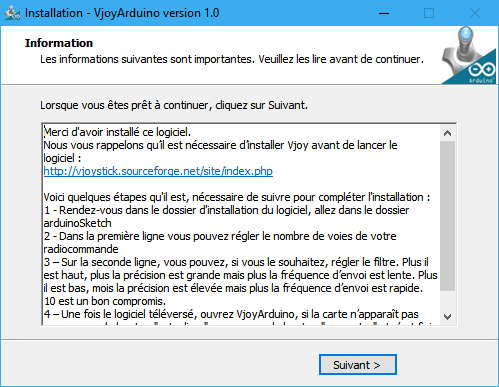 Installation - VjoyArduino version 1.0
Information
Les informations suivantes sont importantes. Veuillez les lire avant de continuer.
Arduino
Lorsque vous êtes prêt à continuer, cliquez sur Suivant.
Merci d'avoir installé ce logiciel.
Nous vous rappelons qu'il est nécessaire d'installer Vjoy avant de lancer le
logiciel :
http://vjoystick.sourceforge.net/site/index.php
Voici quelques étapes qu'il est, nécessaire de suivre pour compléter l'installation :
1 - Rendez-vous dans le dossier d'installation du logiciel, allez dans le dossier
arduinoSketch
2 - Dans la première ligne vous pouvez régler le nombre de voies de votre
radiocommande
3 – Sur la seconde ligne, vous pouvez, si vous le souhaitez, régler le filtre. Plus il
est haut, plus la précision est grande mais plus la fréquence d'envoi est lente. Plus
il est bas, mois la précision est élevée mais plus la fréquence d'envoi est rapide.
10 est un bon compromis.
4 – Une fois le logiciel téléversé, ouvrez VjoyArduino, si la carte n'apparaît pas
Suivant >